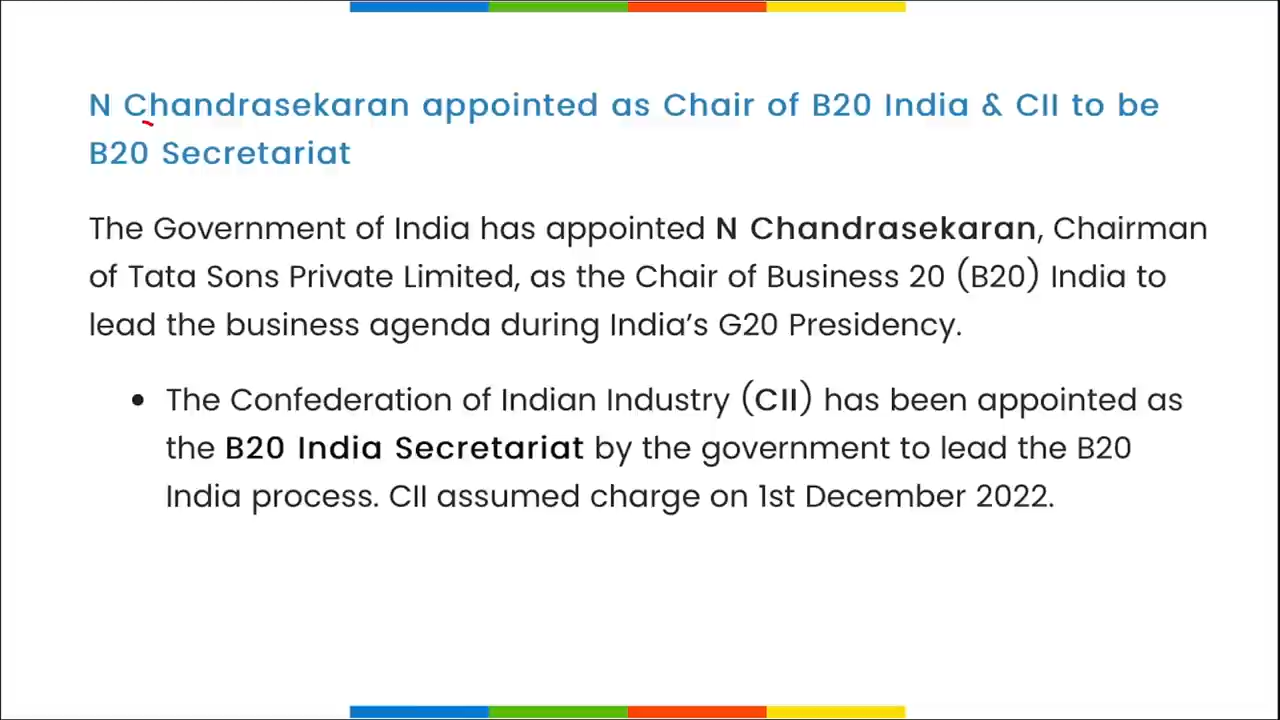 N Chandrasekaran appointed as Chair of B20 India & CII to be
B20 Secretariat
The Government of India has appointed N Chandrasekaran, Chairman
of Tata Sons Private Limited, as the Chair of Business 20 (B20) India to
lead the business agenda during India’s G20 Presidency.
• The Confederation of Indian Industry (CII) has been appointed as
the B20 India Secretariat by the government to lead the B20
India process. CII assumed charge on 1st December 2022.